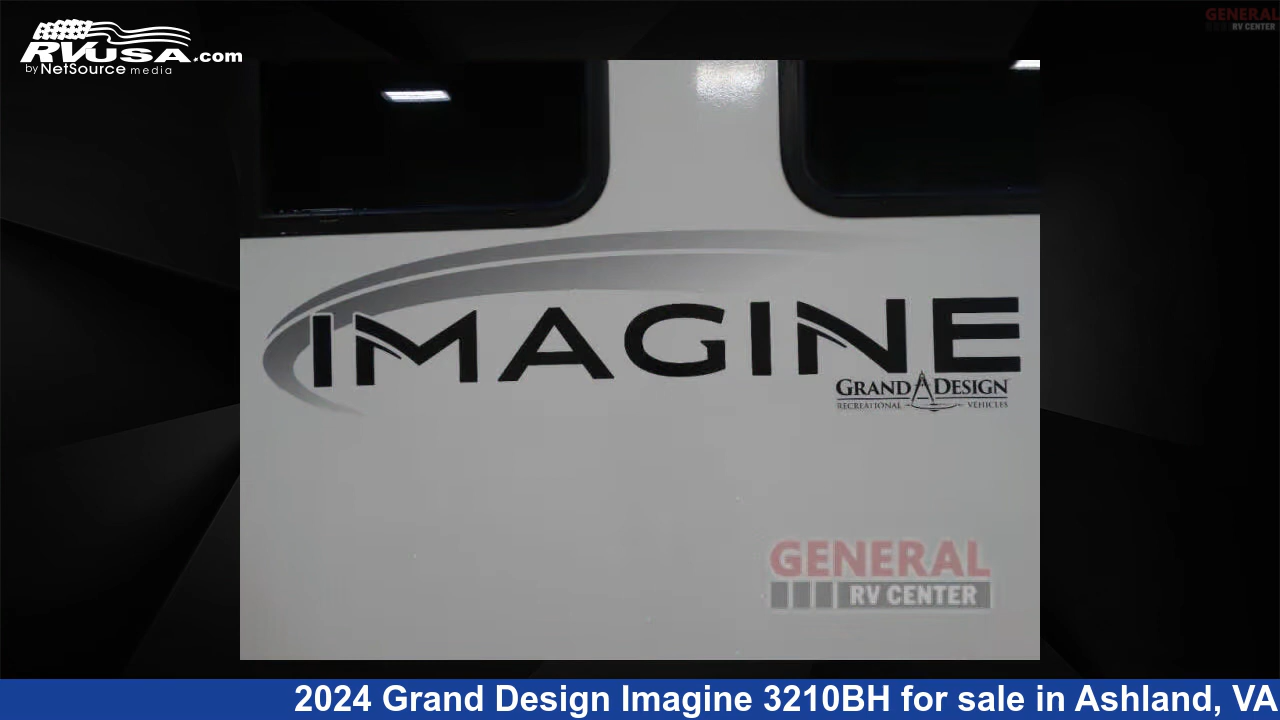 RVUSA.com
by NetSource media
GENERAL
RV CENTER
IMAGINE
GRAND DESIGN
RECREATIONAL VEHICLES
GENERAL
RV CENTER
2024 Grand Design Imagine 3210BH for sale in Ashland, VA